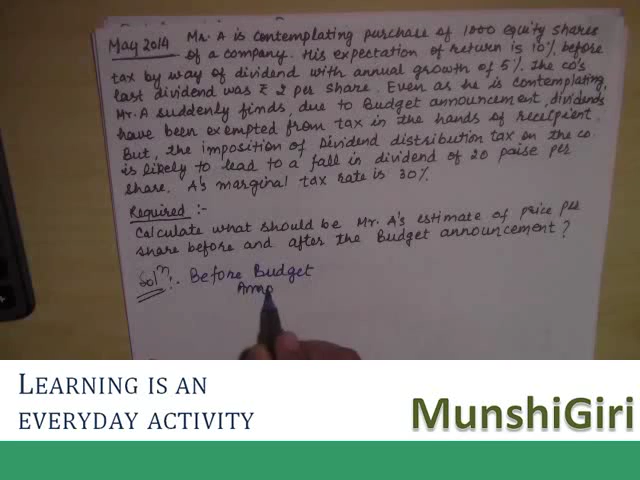 May 2014 Mr. A is contemplating purchase of 1000 equity shares
of a company. His expectation of return is 10% before
tax by way of dividend with annual growth of 5%. The co's
last dividend was ₹ 2 per share. Even as he is contemplating,
Mr. A suddenly finds, due to Budget announcement, dividends
have been exempted from tax in the hands of receipient.
But, the imposition of Dividend distribution tax on the co.
is likely to lead to a fall in dividend of 20 paise per
share. A's marginal tax rate is 30%.
Required :-
Calculate what should be Mr. A's estimate of price per
share before and after the Budget announcement ?
Solⁿ:. Before Budget
Amo
LEARNING IS AN
EVERYDAY ACTIVITY
MunshiGiri